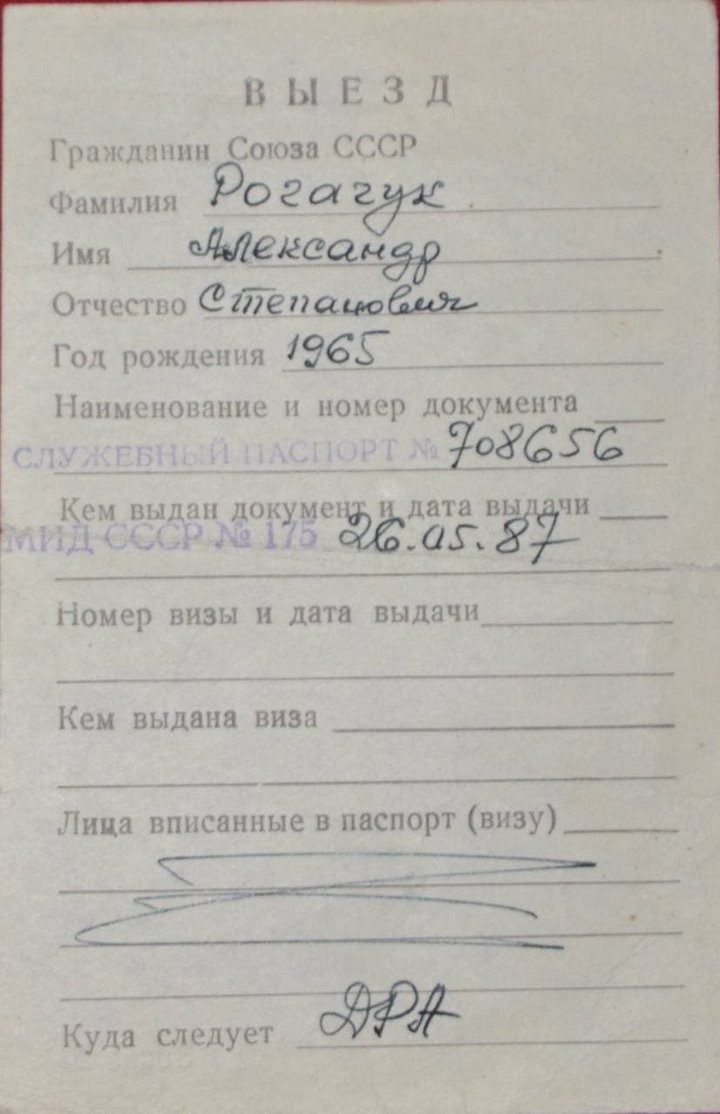 ВЫЕЗД
Гражданин Союза СССР
Фамилия Рогачук
Имя Александр
Отчество Степанович
Год рождения 1965
Наименование и номер документа
СЛУЖЕБНЫЙ ПАСПОРТ № 708656
Кем выдан документ и дата выдачи
МИД СССР № 175 26.05.87
Номер визы и дата выдачи
Кем выдана виза
Лица вписанные в паспорт (визу)
Куда следует ДРА